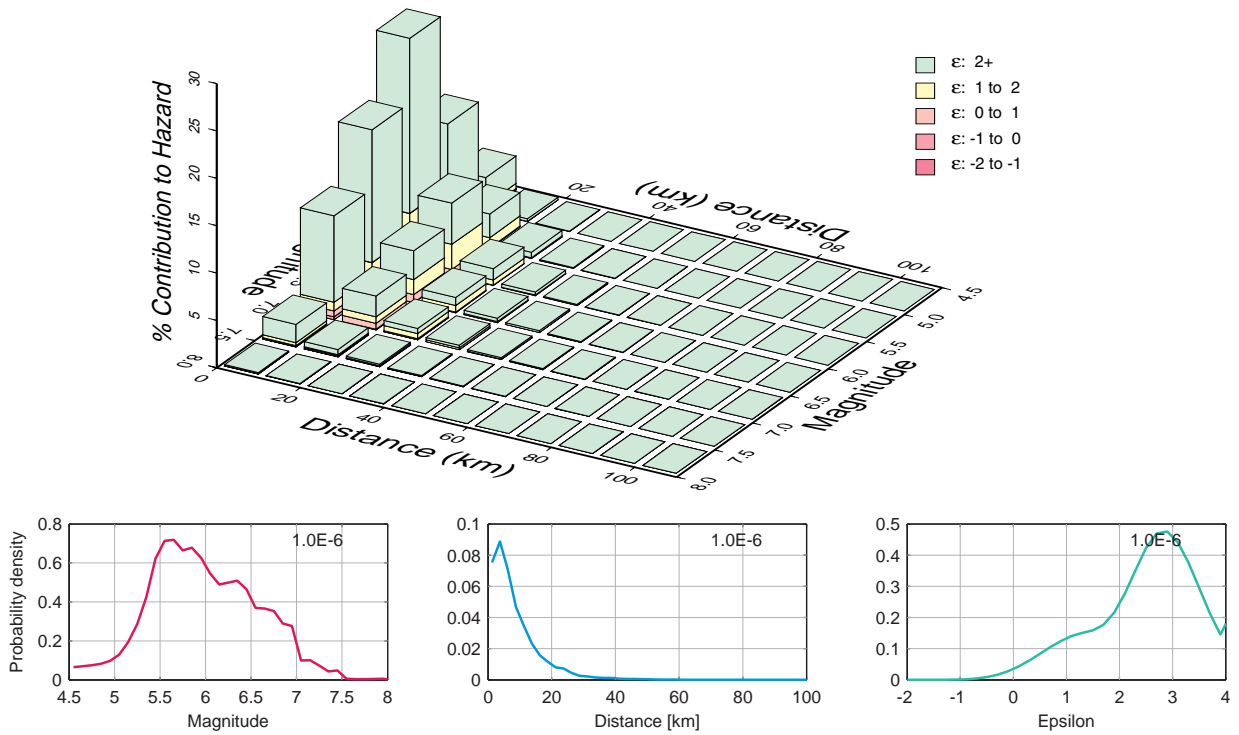 % Contribution to Hazard
30
25
20
15
10
5
ε: 2+
ε: 1 to 2
ε: 0 to 1
ε: -1 to 0
ε: -2 to -1
20
40
60
80
100
Distance (km)
4.5
5.0
5.5
6.0
6.5
7.0
7.5
8.0
Magnitude
7.0
7.5
8.0
0
20
40
60
80
100
Distance (km)
Probability density
0.8
0.6
0.4
0.2
0
1.0E-6
4.5 5 5.5 6 6.5 7 7.5 8
Magnitude
0.1
0.08
0.06
0.04
0.02
0
1.0E-6
0 20 40 60 80 100
Distance [km]
0.5
0.4
0.3
0.2
0.1
0
1.0E-6
-2 -1 0 1 2 3 4
Epsilon